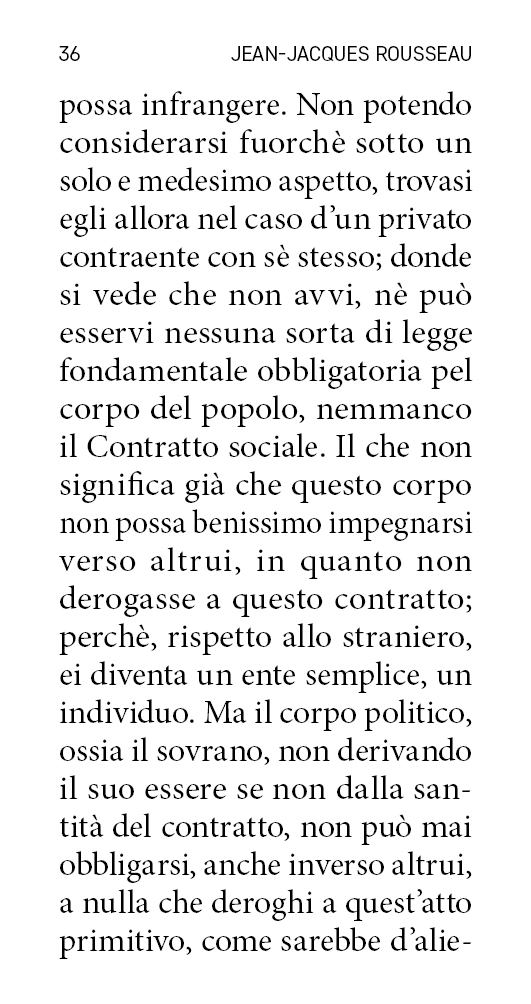 36 JEAN-JACQUES ROUSSEAU
possa infrangere. Non potendo
considerarsi fuorchè sotto un
solo e medesimo aspetto, trovasi
egli allora nel caso d’un privato
contraente con sè stesso; donde
si vede che non avvi, nè può
esservi nessuna sorta di legge
fondamentale obbligatoria pel
corpo del popolo, nemmanco
il Contratto sociale. Il che non
significa già che questo corpo
non possa benissimo impegnarsi
verso altrui, in quanto non
derogasse a questo contratto;
perchè, rispetto allo straniero,
ei diventa un ente semplice, un
individuo. Ma il corpo politico,
ossia il sovrano, non derivando
il suo essere se non dalla san-
tità del contratto, non può mai
obbligarsi, anche inverso altrui,
a nulla che deroghi a quest’atto
primitivo, come sarebbe d’alie-